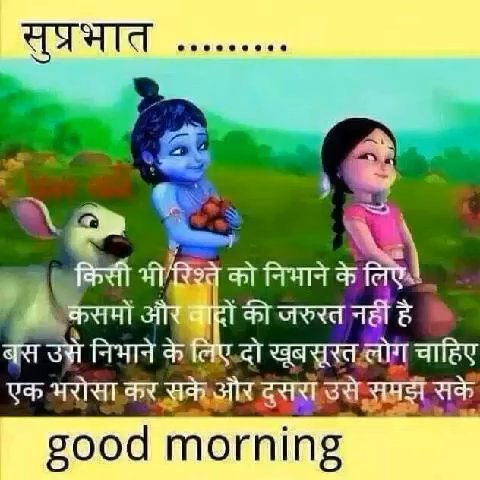 सुप्रभात .........
किसी भी रिश्ते को निभाने के लिए
कसमों और वादों की जरुरत नहीं है
बस उसे निभाने के लिए दो खूबसूरत लोग चाहिए
एक भरोसा कर सके और दुसरा उसे समझ सके
good morning